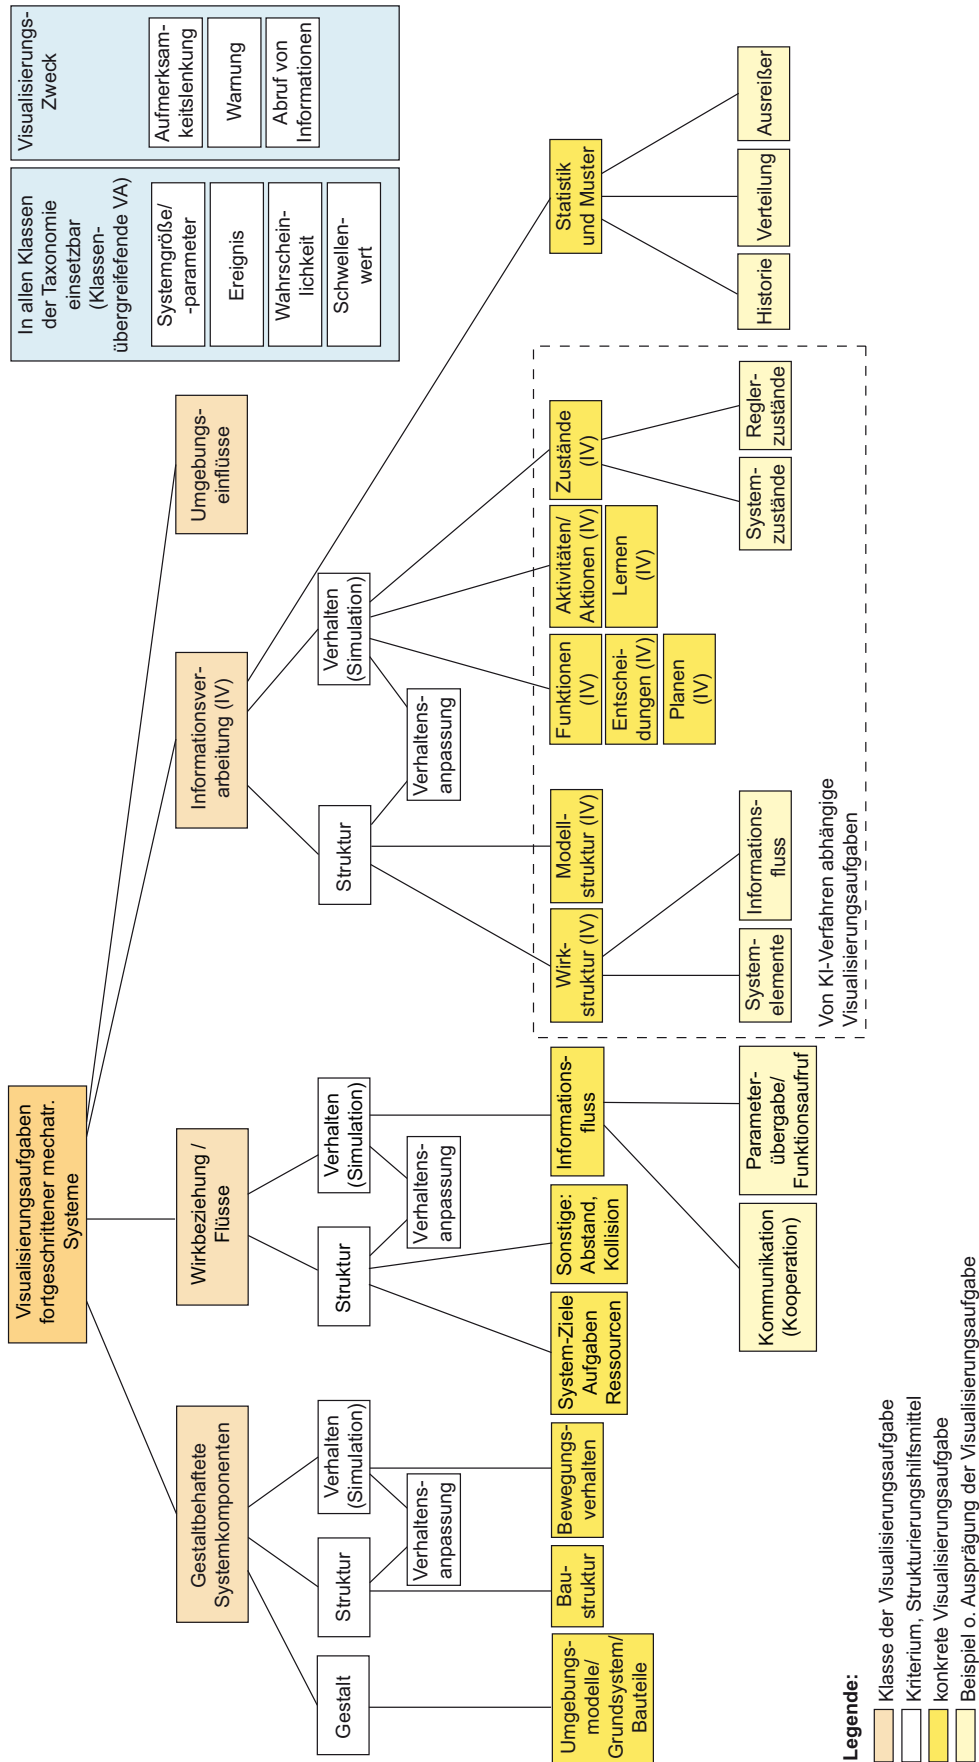 Visualisierungsaufgaben
fortgeschrittener mechatr.
Systeme
In allen Klassen
der Taxonomie
einsetzbar
(Klassen-
übergreifefende VA)
Systemgröße/
-parameter
Ereignis
Wahrschein-
lichkeit
Schwellen-
wert
Visualisierungs-
Zweck
Aufmerksam-
keitslenkung
Warnung
Abruf von
Informationen
Gestaltbehaftete
Systemkomponenten
Wirkbeziehung /
Flüsse
Informationsver-
arbeitung (IV)
Umgebungs-
einflüsse
Gestalt
Struktur
Verhalten
(Simulation)
Verhaltens-
anpassung
Struktur
Verhalten
(Simulation)
Verhaltens-
anpassung
Struktur
Verhalten
(Simulation)
Verhaltens-
anpassung
Umgebungs-
modelle/
Grundsystem/
Bauteile
Bau-
struktur
Bewegungs-
verhalten
System-Ziele
Aufgaben
Ressourcen
Sonstige:
Abstand,
Kollision
Informations-
fluss
Wirk-
struktur (IV)
Modell-
struktur (IV)
Funktionen
(IV)
Entschei-
dungen (IV)
Planen
(IV)
Aktivitäten/
Aktionen (IV)
Lernen
(IV)
Zustände
(IV)
Statistik
und Muster
Kommunikation
(Kooperation)
Parameter-
übergabe/
Funktionsaufruf
System-
elemente
Informations-
fluss
System-
zustände
Regler-
zustände
Historie
Verteilung
Ausreißer
Von KI-Verfahren abhängige
Visualisierungsaufgaben
Legende:
Klasse der Visualisierungsaufgabe
Kriterium, Strukturierungshilfsmittel
konkrete Visualisierungsaufgabe
Beispiel o. Ausprägung der Visualisierungsaufgabe